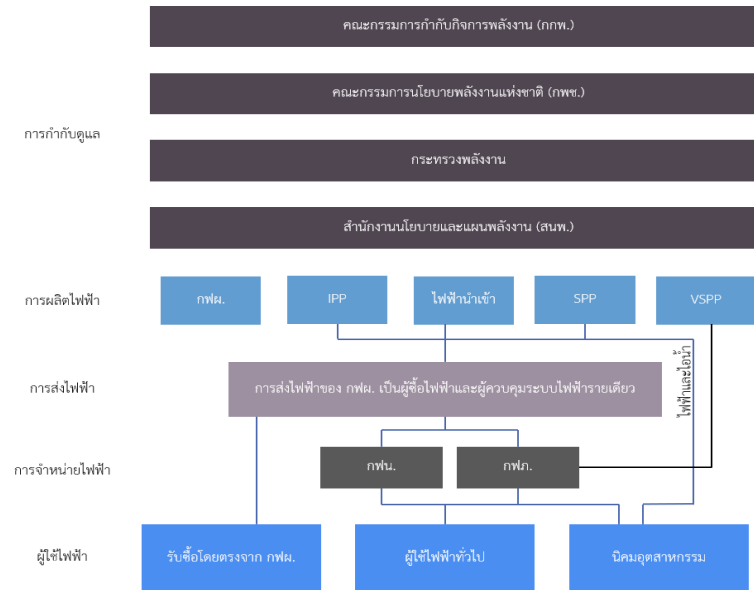 คณะกรรมการกำกับกิจการพลังงาน (กกพ.)
คณะกรรมการนโยบายพลังงานแห่งชาติ (กพช.)
การกำกับดูแล
กระทรวงพลังงาน
สำนักงานนโยบายและแผนพลังงาน (สนพ.)
การผลิตไฟฟ้า
กฟผ.
IPP
ไฟฟ้านำเข้า
SPP
VSPP
ไฟฟ้าและไอน้ำ
การส่งไฟฟ้า
การส่งไฟฟ้าของ กฟผ. เป็นผู้ซื้อไฟฟ้าและผู้ควบคุมระบบไฟฟ้ารายเดียว
การจำหน่ายไฟฟ้า
กฟน.
กฟภ.
ผู้ใช้ไฟฟ้า
รับซื้อโดยตรงจาก กฟผ.
ผู้ใช้ไฟฟ้าทั่วไป
นิคมอุตสาหกรรม